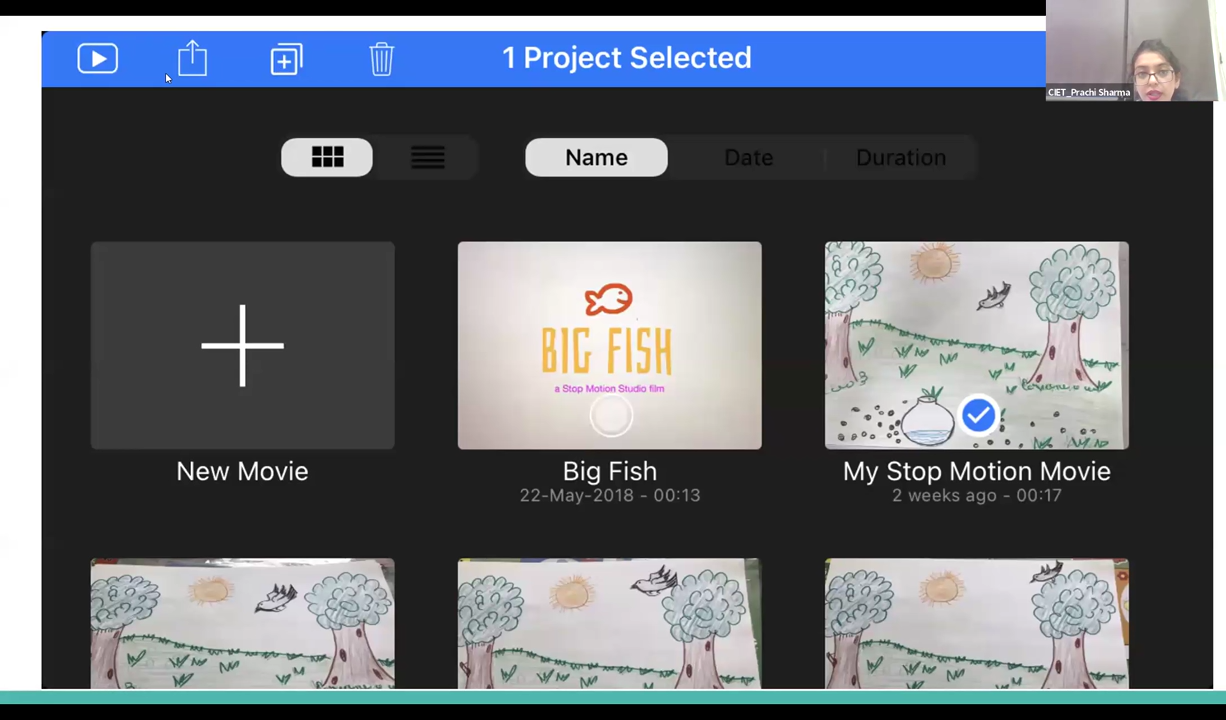 1 Project Selected
CIET_Prachi Sharma
Name
Date
Duration
BIG FISH
a Stop Motion Studio film
New Movie
Big Fish
My Stop Motion Movie
22-May-2018 - 00:13
2 weeks ago - 00:17